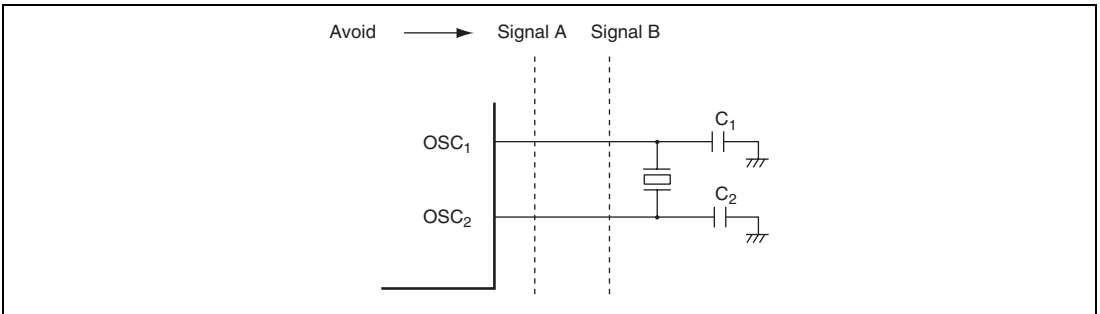 Avoid Signal A Signal B
C₁
OSC₁
C₂
OSC₂